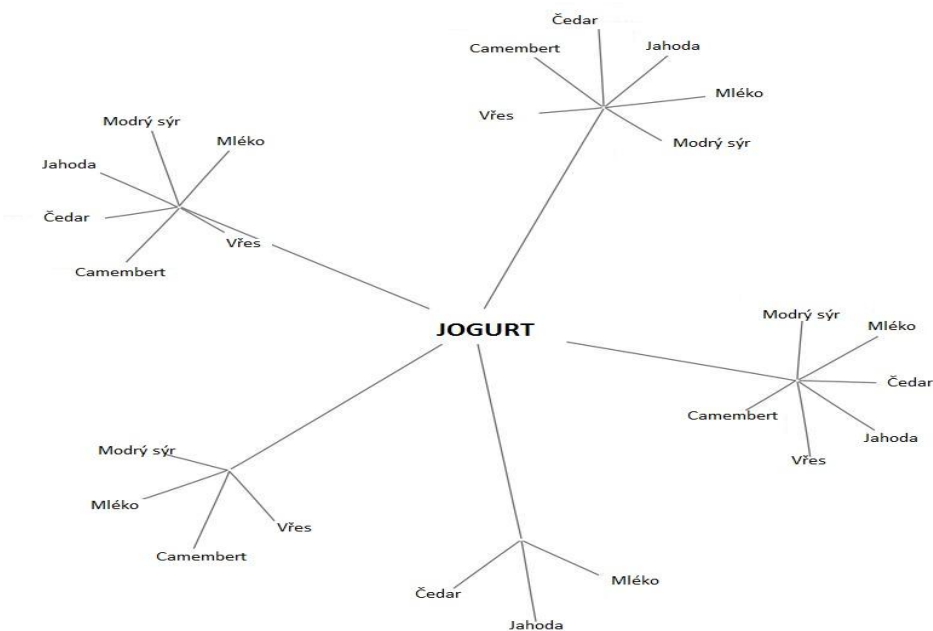 Čedar
Camembert
Jahoda
Mléko
Vřes
Modrý sýr
Modrý sýr
Mléko
Jahoda
Čedar
Vřes
Camembert
JOGURT
Modrý sýr
Mléko
Čedar
Camembert
Jahoda
Vřes
Modrý sýr
Mléko
Vřes
Camembert
Čedar
Mléko
Jahoda